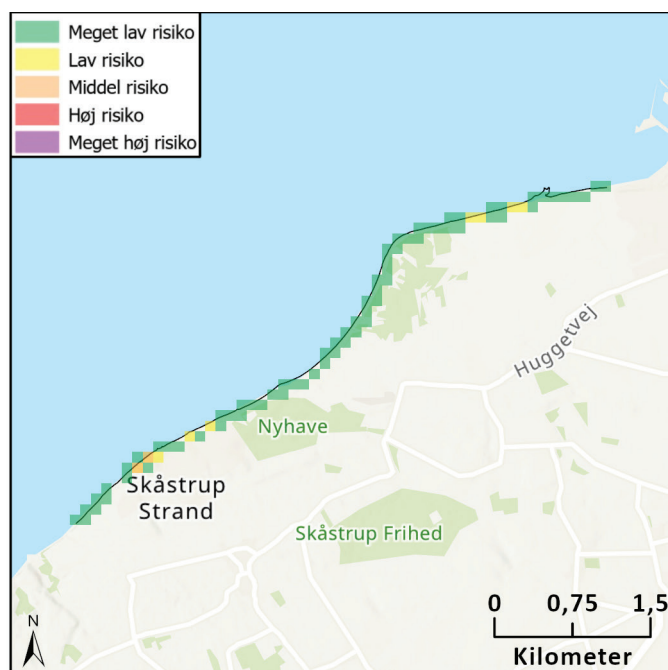 Meget lav risiko
Lav risiko
Middel risiko
Høj risiko
Meget høj risiko
Huggetvej
Nyhave
Skåstrup
Strand
Skåstrup Frihed
N
0 0,75 1,5
Kilometer